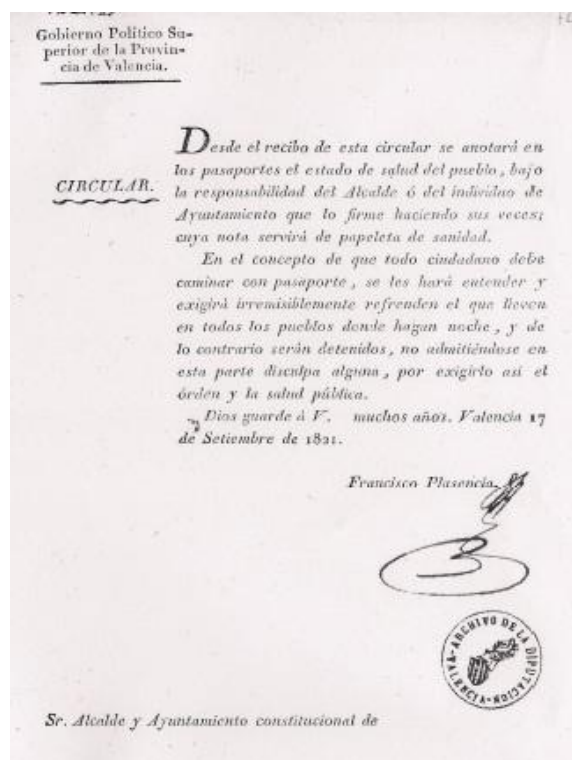 Gobierno Político Su-
perior de la Provin-
cia de Valencia.
CIRCULAR.
Desde el recibo de esta circular se anotará en
los pasaportes el estado de salud del pueblo, bajo
la responsabilidad del Alcalde ó del individuo de
Ayuntamiento que lo firme haciendo sus veces;
cuya nota servirá de papeleta de sanidad.
En el concepto de que todo ciudadano debe
caminar con pasaporte, se les hará entender y
exigirá irremisiblemente refrenden el que lleven
en todos los pueblos donde hagan noche, y de
lo contrario serán detenidos, no admitiéndose en
esta parte disculpa alguna, por exigirlo así el
órden y la salud pública.
Dios guarde á V. muchos años. Valencia 17
de Setiembre de 1821.
Francisco Plasencia.
ARCHIVO DE LA DIPUTACION
VALENCIA
Sr. Alcalde y Ayuntamiento constitucional de